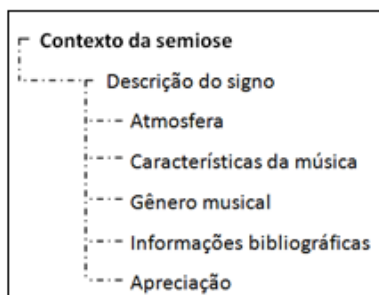 Contexto da semiose
Descrição do signo
Atmosfera
Características da música
Gênero musical
Informações bibliográficas
Apreciação